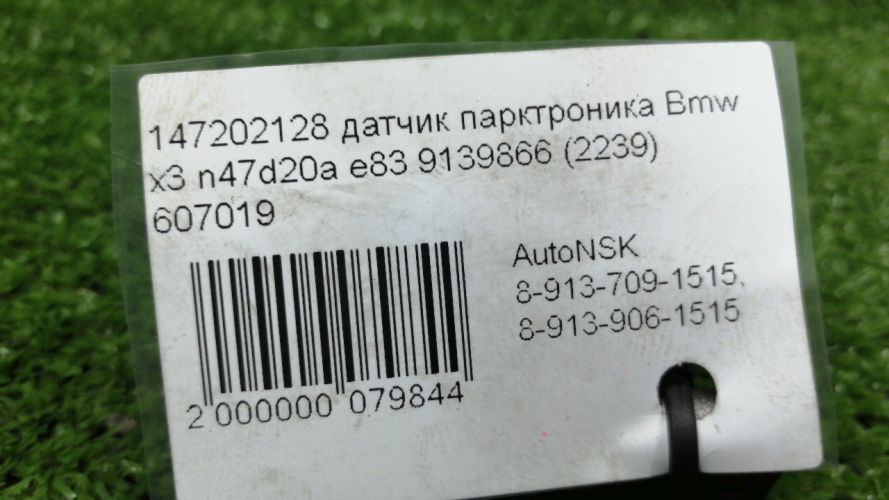 147202128 датчик парктроника Bmw
x3 n47d20a e83 9139866 (2239)
607019
AutoNSK
8-913-709-1515,
8-913-906-1515
2 000000 079844